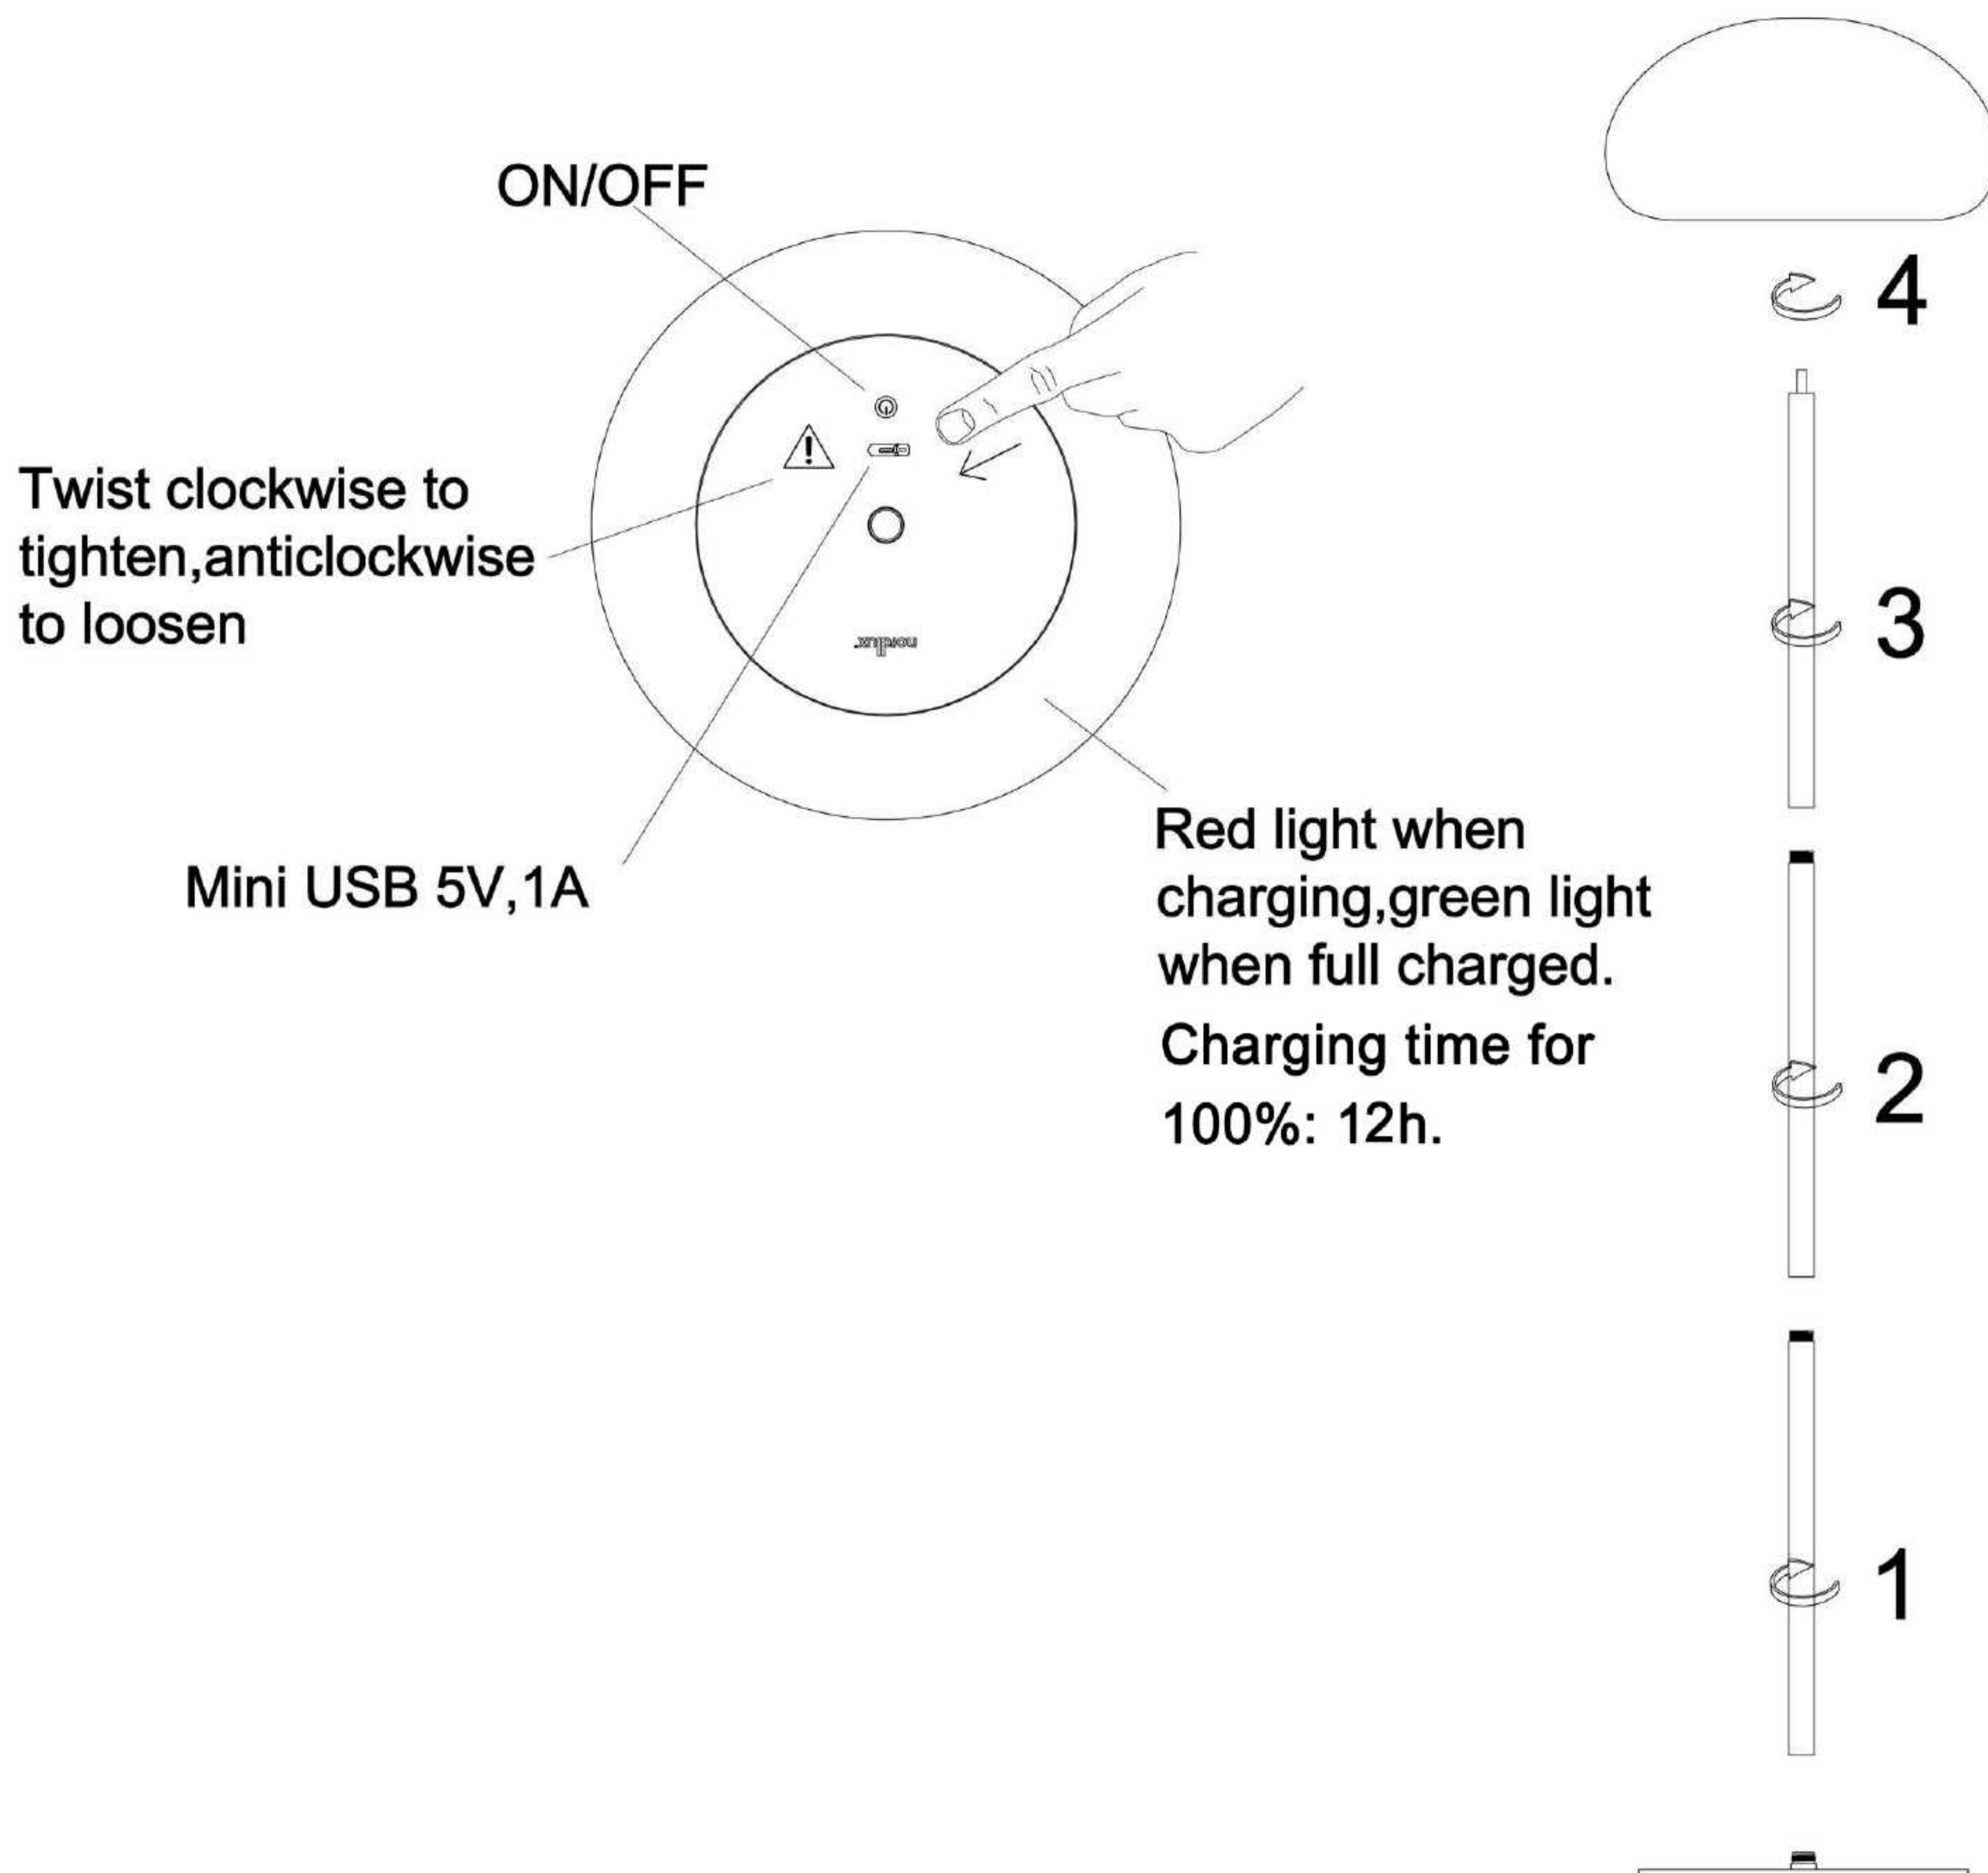 ON/OFF
4
Twist clockwise to
tighten,anticlockwise
to loosen
3
nordlux
Mini USB 5V,1A
Red light when
charging,green light
when full charged.
Charging time for
100%: 12h.
2
1